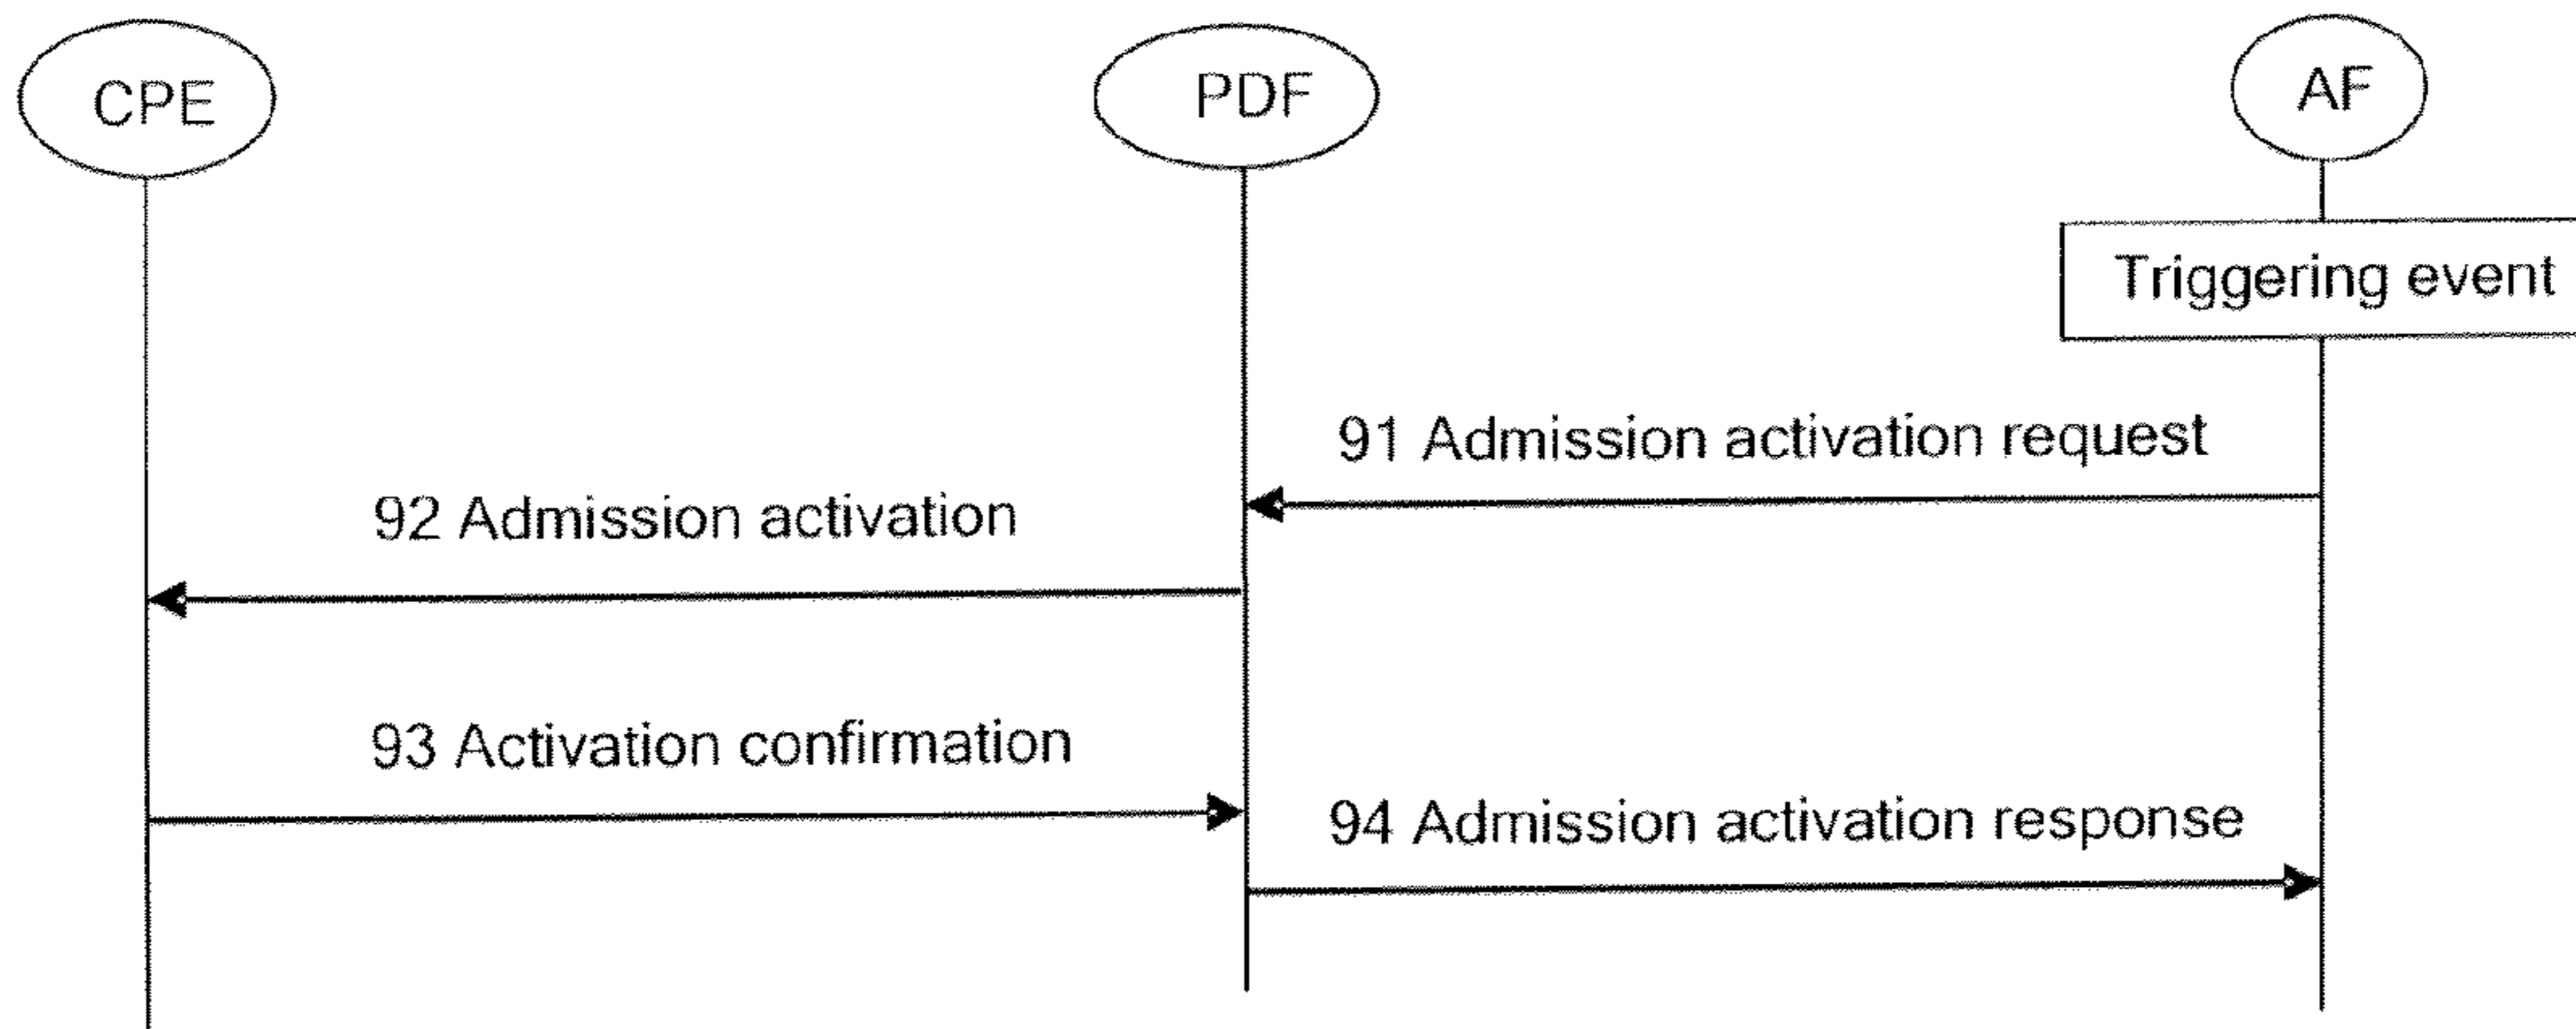 CPE
PDF
AF
Triggering event
91 Admission activation request
92 Admission activation
93 Activation confirmation
94 Admission activation response